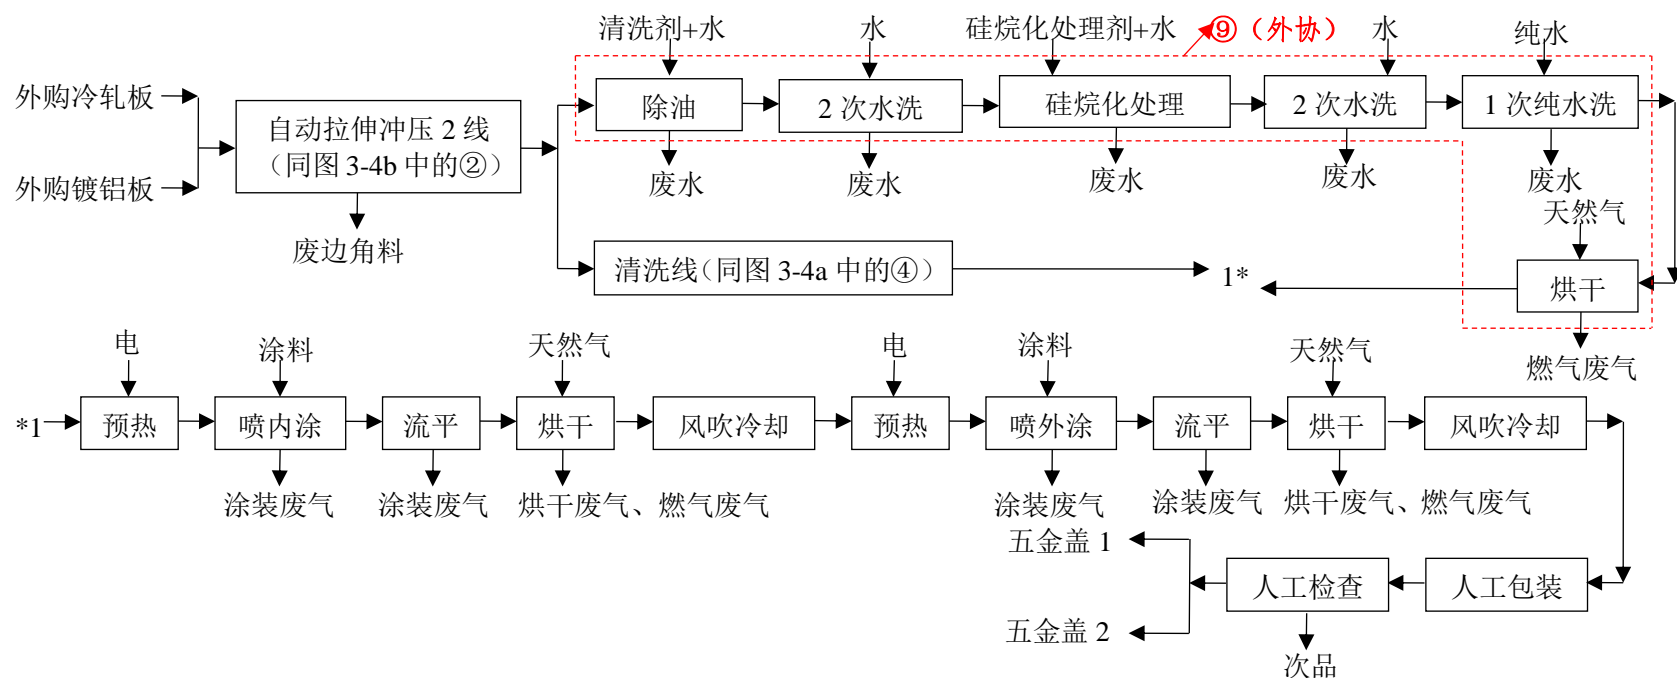 清洗剂+水
水
硅烷化处理剂+水
⑨（外协）
水
纯水
外购冷轧板
外购镀铝板
自动拉伸冲压 2 线
（同图 3-4b 中的②）
除油
2 次水洗
硅烷化处理
2 次水洗
1 次纯水洗
废水
废水
废水
废水
废水
废边角料
天然气
清洗线（同图 3-4a 中的④）
1*
烘干
燃气废气
电
涂料
天然气
电
涂料
天然气
*1
预热
喷内涂
流平
烘干
风吹冷却
预热
喷外涂
流平
烘干
风吹冷却
涂装废气
涂装废气
烘干废气、燃气废气
涂装废气
涂装废气
烘干废气、燃气废气
五金盖 1
人工检查
人工包装
五金盖 2
次品